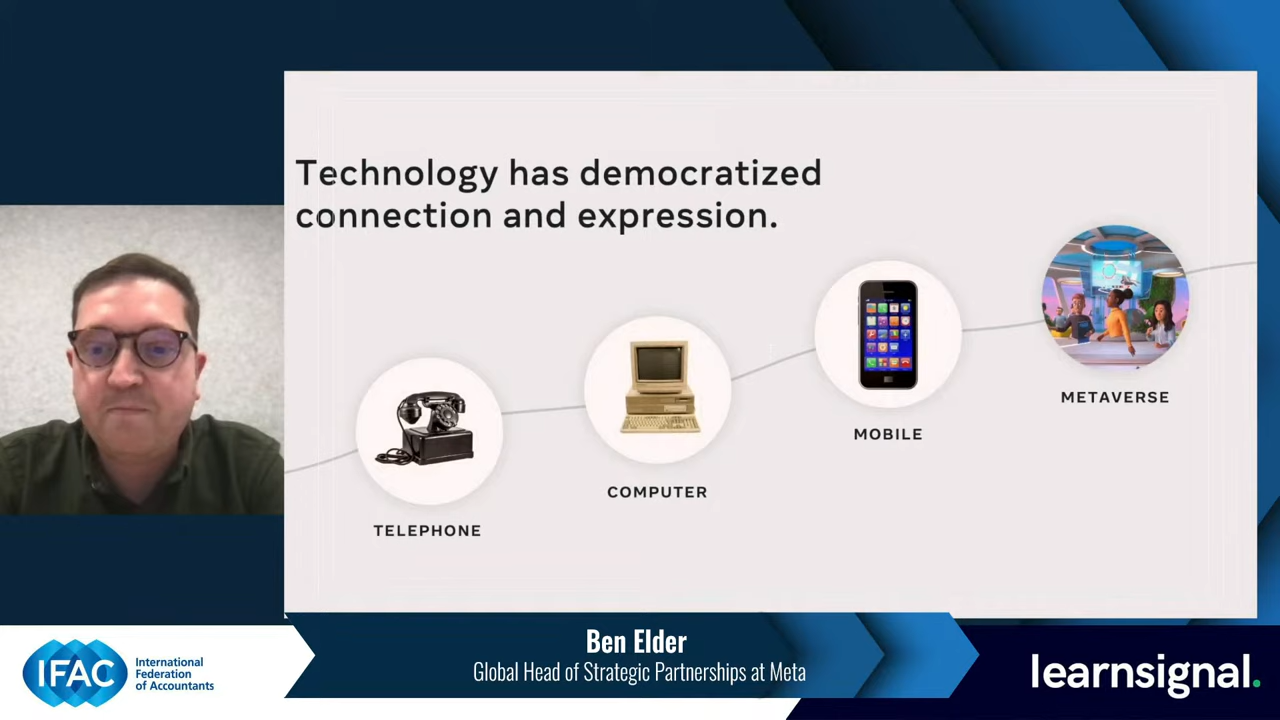 Technology has democratized
connection and expression.
TELEPHONE
COMPUTER
MOBILE
METAVERSE
Ben Elder
Global Head of Strategic Partnerships at Meta
IFAC
International
Federation
of Accountants
learnsignal.